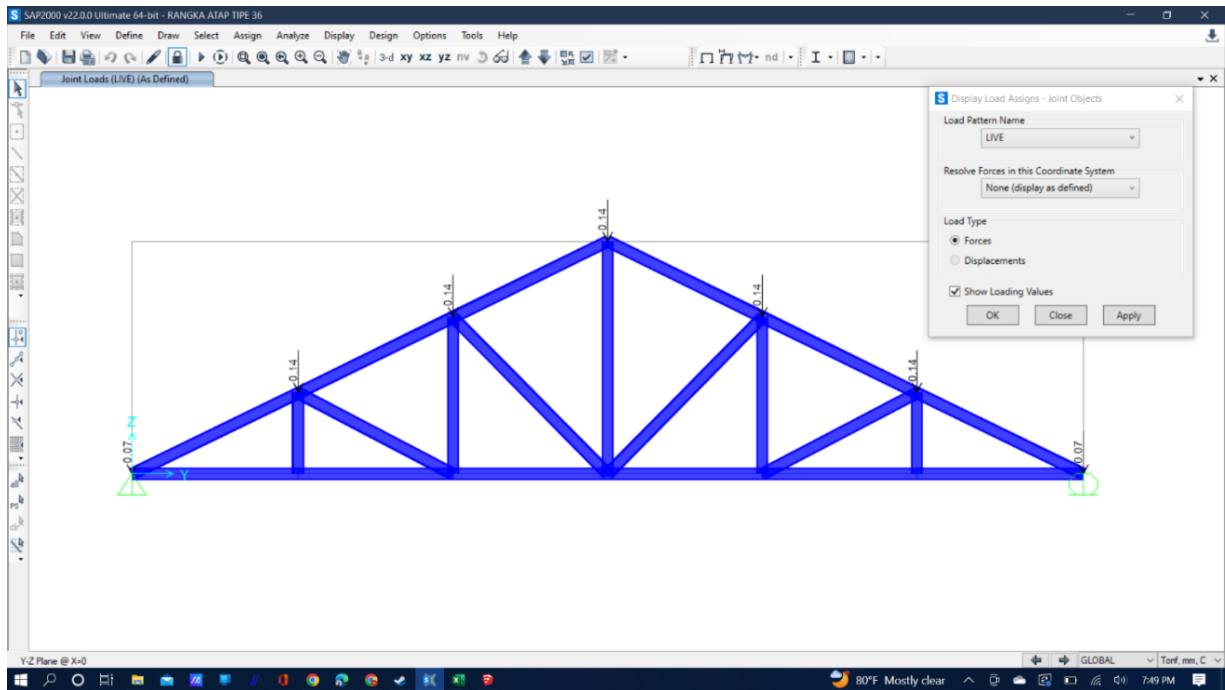 SAP2000 v22.0.0 Ultimate 64-bit - RANGKA ATAP TIPE 36
File Edit View Define Draw Select Assign Analyze Display Design Options Tools Help
3-d xy xz yz nv nd
Joint Loads (LIVE) (As Defined)
Display Load Assigns - Joint Objects
Load Pattern Name
LIVE
Resolve Forces in this Coordinate System
None (display as defined)
Load Type
Forces
Displacements
Show Loading Values
OK Close Apply
0.14
0.14
0.14
0.14
0.14
0.07
0.07
Z
Y
Y-Z Plane @ X=0
GLOBAL
Tonf, mm, C
80°F Mostly clear
7:49 PM